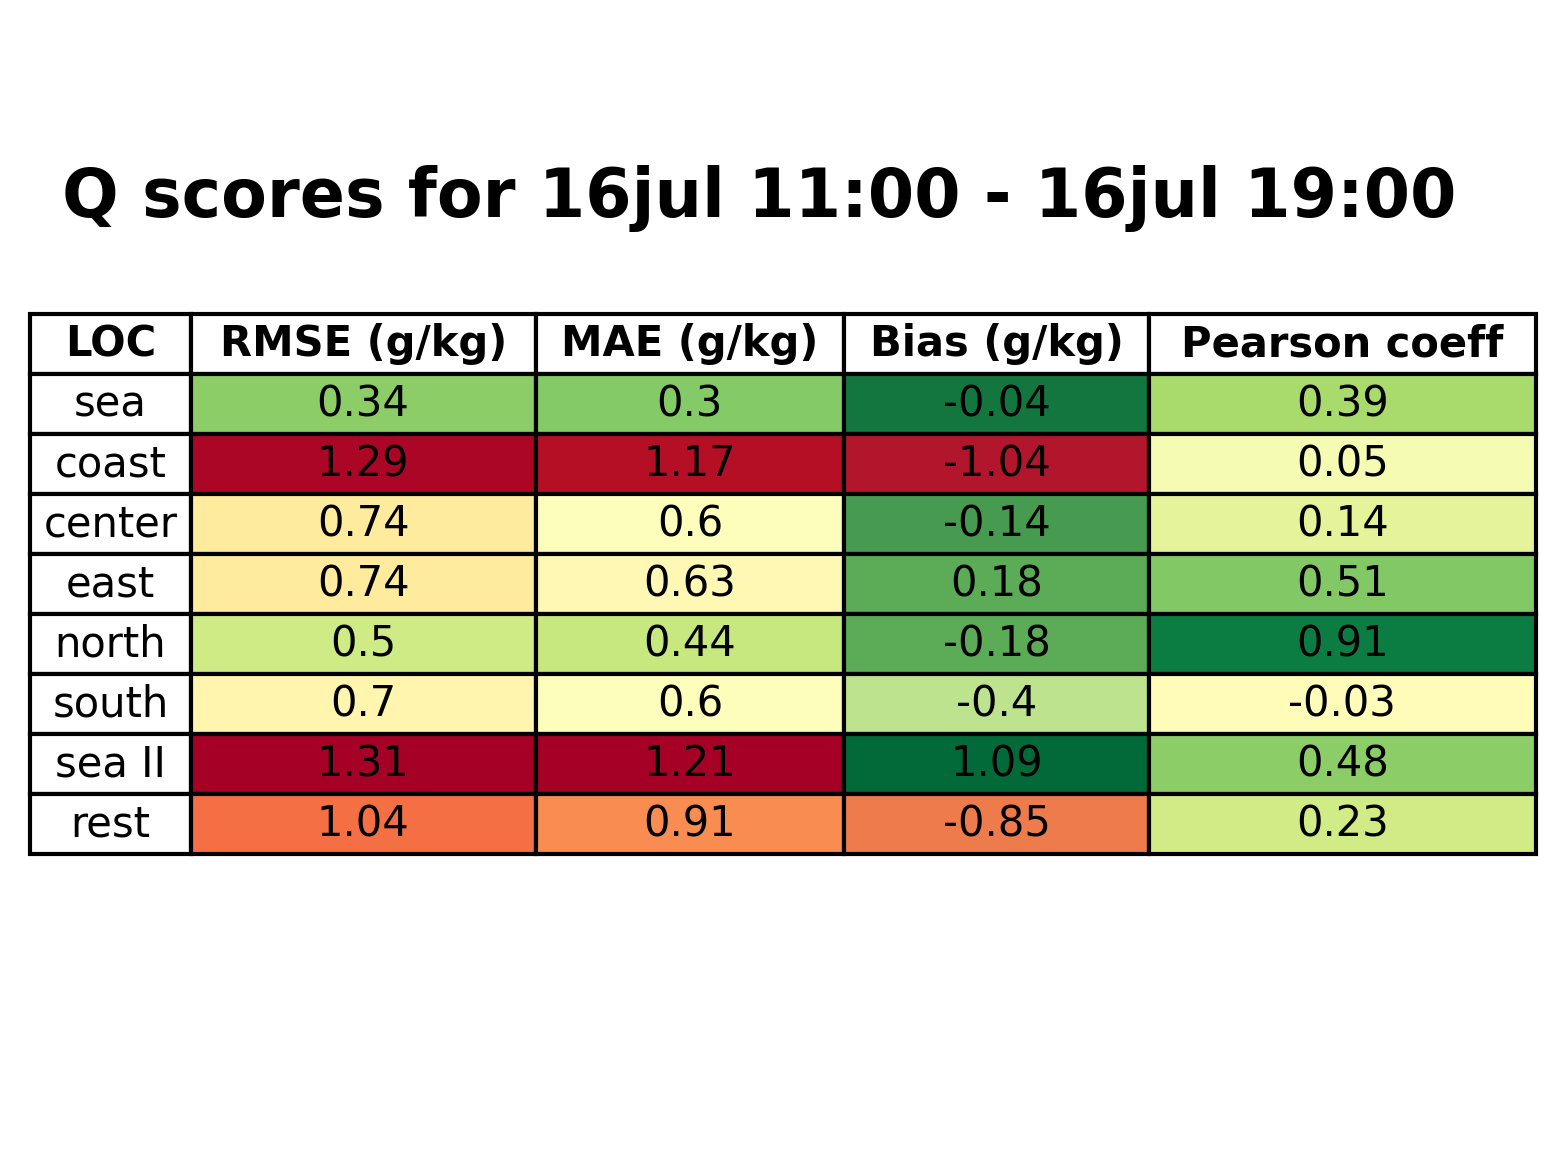 Q scores for 16jul 11:00 - 16jul 19:00
LOC RMSE (g/kg) MAE (g/kg) Bias (g/kg) Pearson coeff
sea 0.34 0.3 -0.04 0.39
coast 1.29 1.17 -1.04 0.05
center 0.74 0.6 -0.14 0.14
east 0.74 0.63 0.18 0.51
north 0.5 0.44 -0.18 0.91
south 0.7 0.6 -0.4 -0.03
sea II 1.31 1.21 1.09 0.48
rest 1.04 0.91 -0.85 0.23